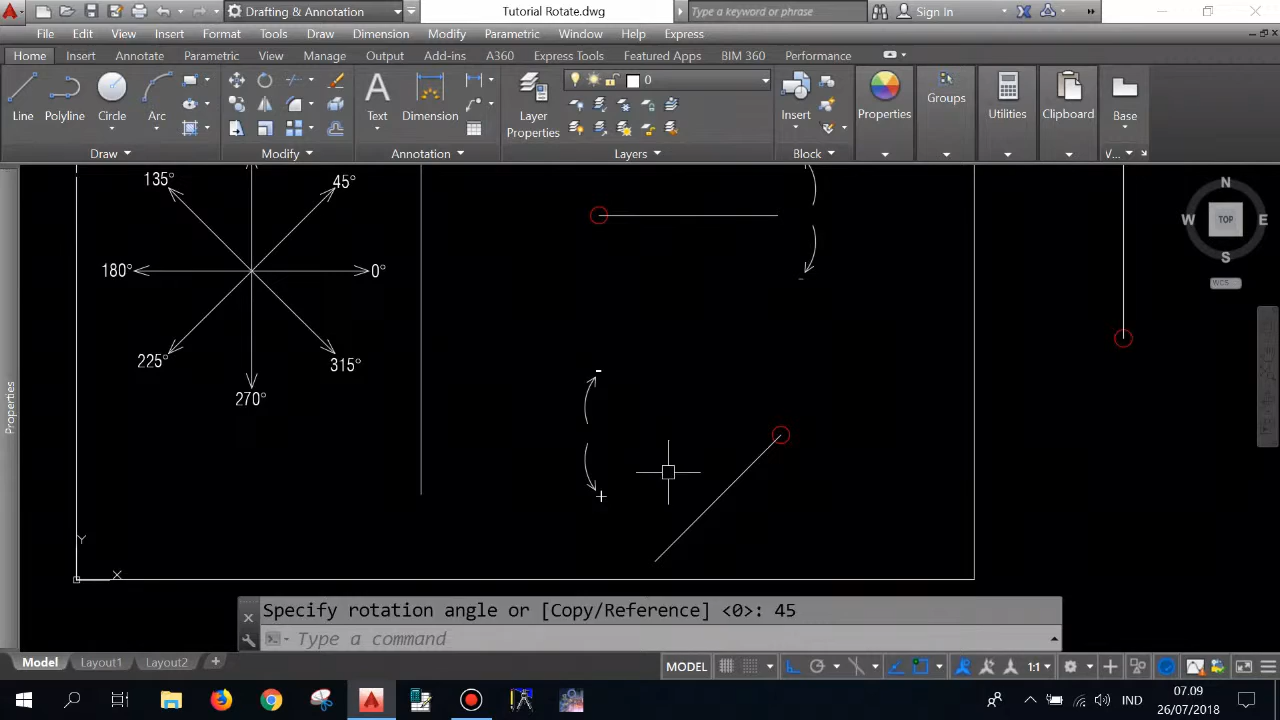 Drafting & Annotation
Tutorial Rotate.dwg
Type a keyword or phrase
Sign In
File Edit View Insert Format Tools Draw Dimension Modify Parametric Window Help Express
Home Insert Annotate Parametric View Manage Output Add-ins A360 Express Tools Featured Apps BIM 360 Performance
0
Line Polyline Circle Arc
Text Dimension
Layer Properties
Insert
Properties
Groups
Utilities
Clipboard
Base
Draw Modify Annotation Layers Block V...
135° 45°
180° 0°
225° 315°
270°
-
-
+
N
W TOP E
S
WCS
Properties
Y
X
Specify rotation angle or [Copy/Reference] <0>: 45
Type a command
Model Layout1 Layout2 +
MODEL 1:1
IND
07.09
26/07/2018